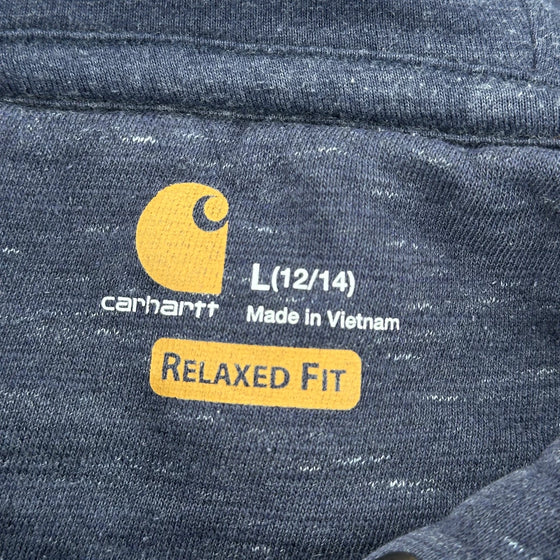 carhartt
L(12/14)
Made in Vietnam
RELAXED FIT